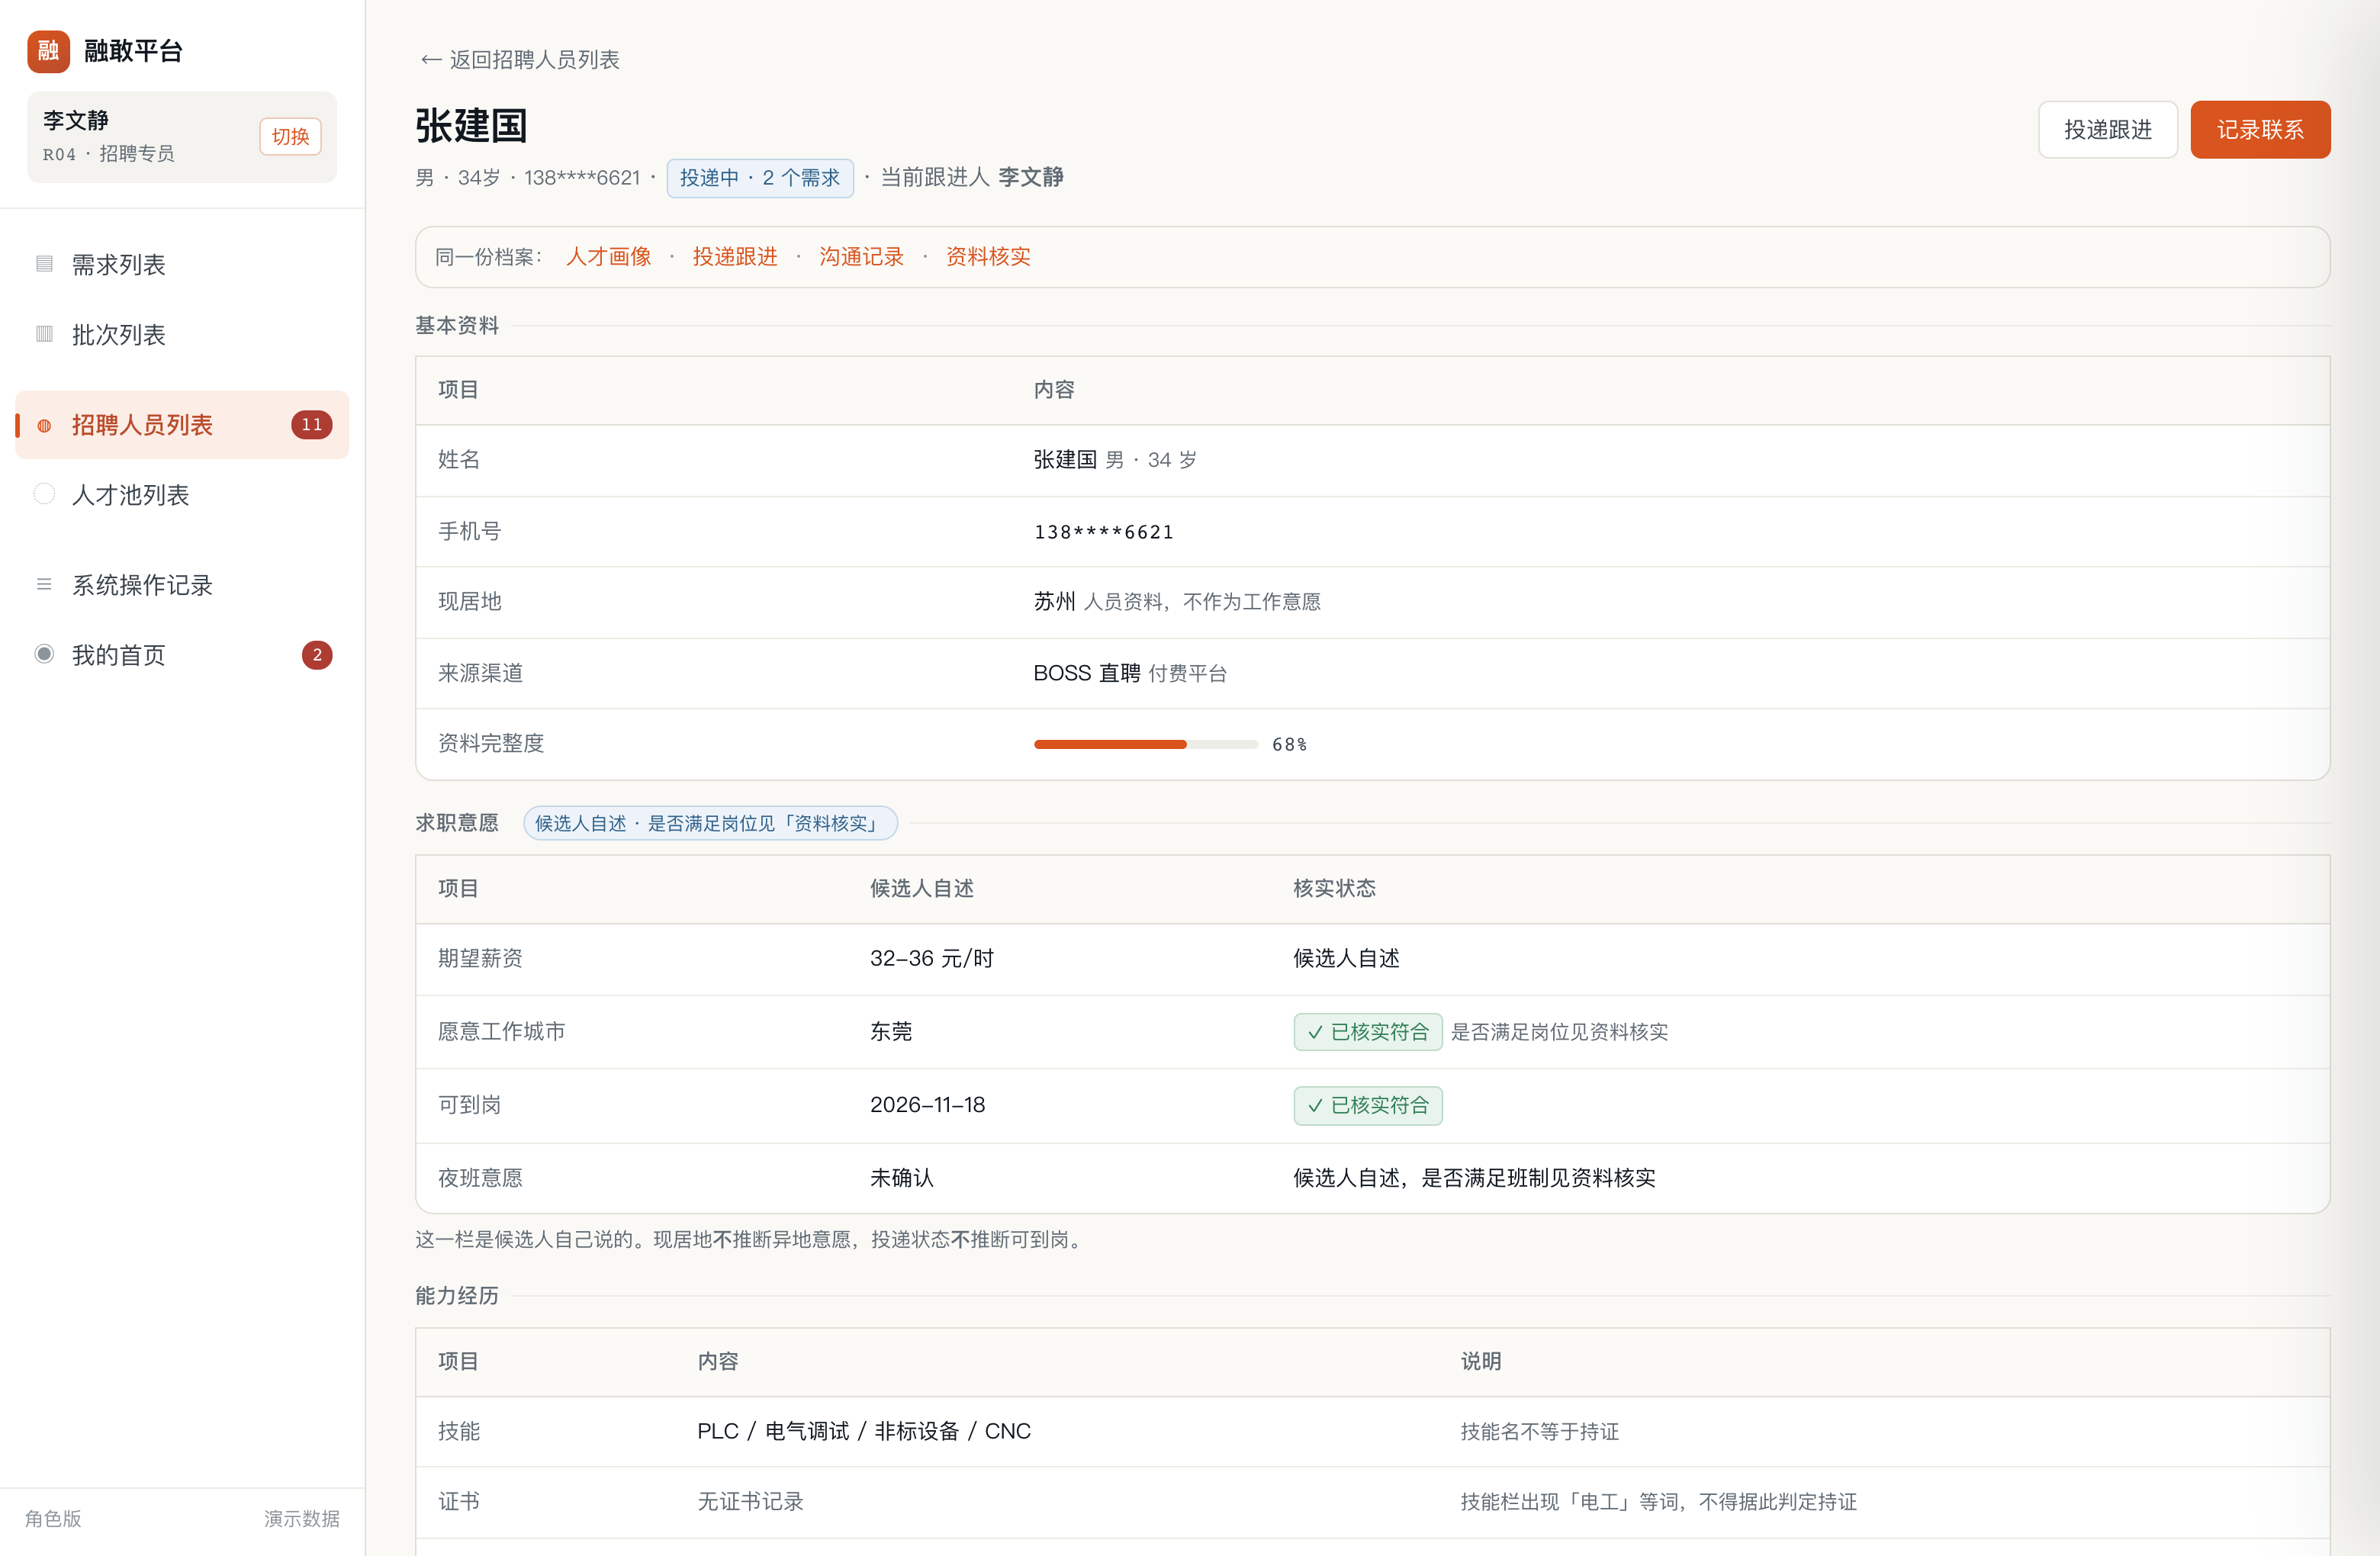 融 融敢平台
李文静
R04 · 招聘专员
切换
需求列表
批次列表
招聘人员列表 11
人才池列表
系统操作记录
我的首页 2
角色版 演示数据
← 返回招聘人员列表
张建国
投递跟进 记录联系
男 · 34岁 · 138****6621 · 投递中 · 2 个需求 · 当前跟进人 李文静
同一份档案： 人才画像 · 投递跟进 · 沟通记录 · 资料核实
基本资料
项目 内容
姓名 张建国 男 · 34 岁
手机号 138****6621
现居地 苏州 人员资料，不作为工作意愿
来源渠道 BOSS 直聘 付费平台
资料完整度 68%
求职意愿 候选人自述 · 是否满足岗位见「资料核实」
项目 候选人自述 核实状态
期望薪资 32–36 元/时 候选人自述
愿意工作城市 东莞 ✓ 已核实符合 是否满足岗位见资料核实
可到岗 2026-11-18 ✓ 已核实符合
夜班意愿 未确认 候选人自述，是否满足班制见资料核实
这一栏是候选人自己说的。现居地不推断异地意愿，投递状态不推断可到岗。
能力经历
项目 内容 说明
技能 PLC / 电气调试 / 非标设备 / CNC 技能名不等于持证
证书 无证书记录 技能栏出现「电工」等词，不得据此判定持证